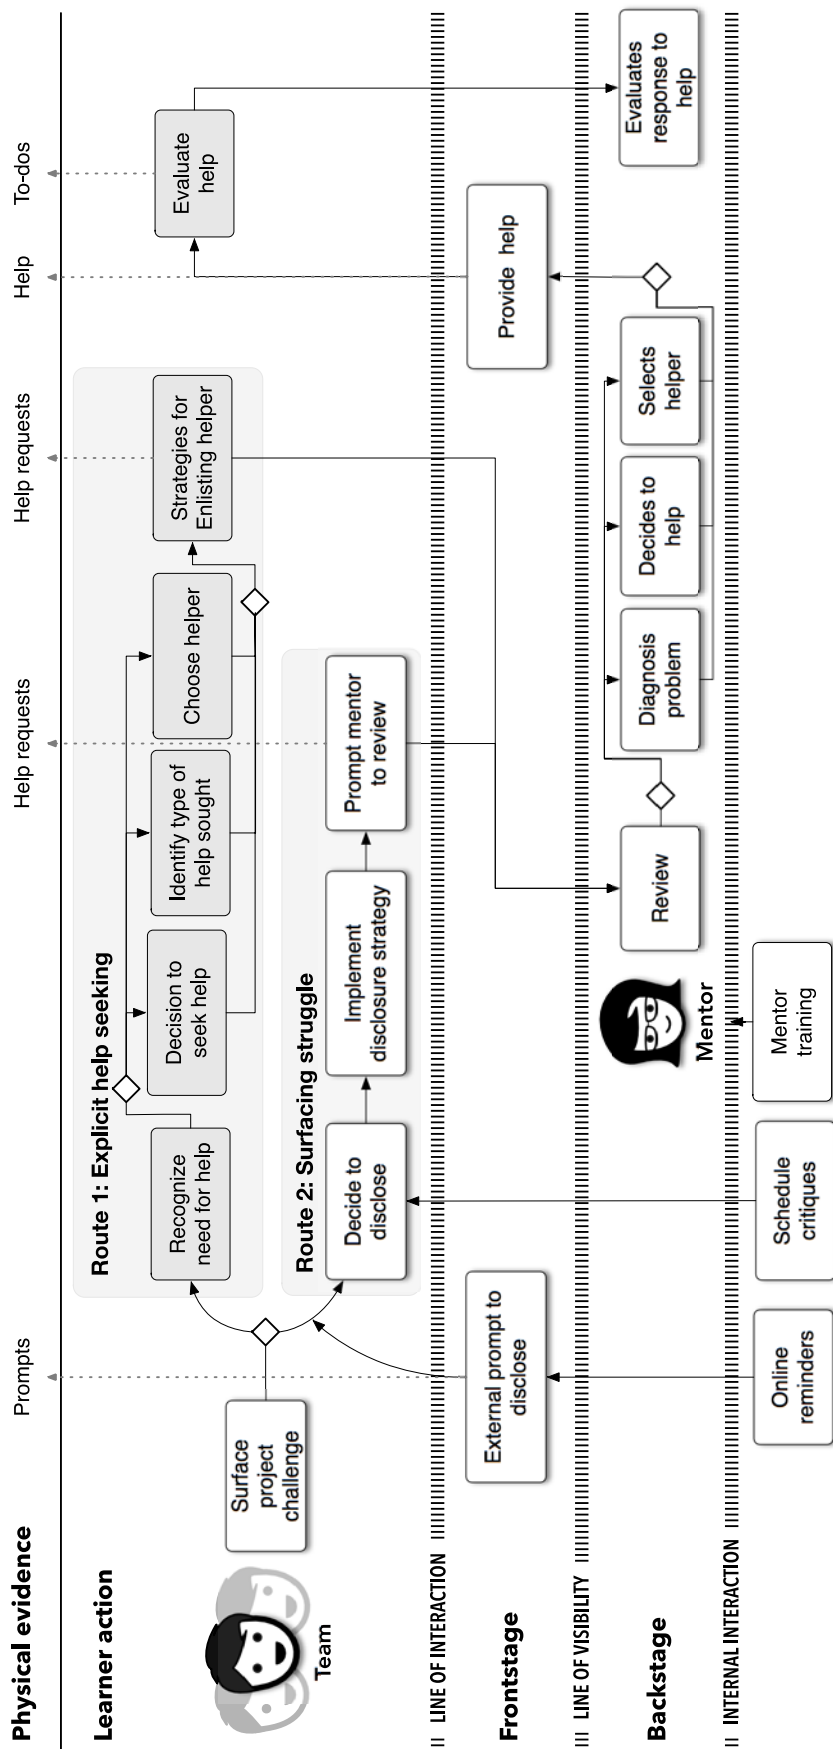 Physical evidence
Prompts
Help requests
Help requests
Help
To-dos
Learner action
Team
Surface
project
challenge
Route 1: Explicit help seeking
Recognize
need for help
Decision to
seek help
Identify type of
help sought
Choose helper
Strategies for
Enlisting helper
Evaluate
help
Route 2: Surfacing struggle
Decide to
disclose
Implement
disclosure strategy
Prompt mentor
to review
LINE OF INTERACTION
Frontstage
External prompt to
disclose
Provide help
LINE OF VISIBILITY
Backstage
Mentor
Review
Diagnosis
problem
Decides to
help
Selects
helper
Evaluates
response to
help
INTERNAL INTERACTION
Online
reminders
Schedule
critiques
Mentor
training